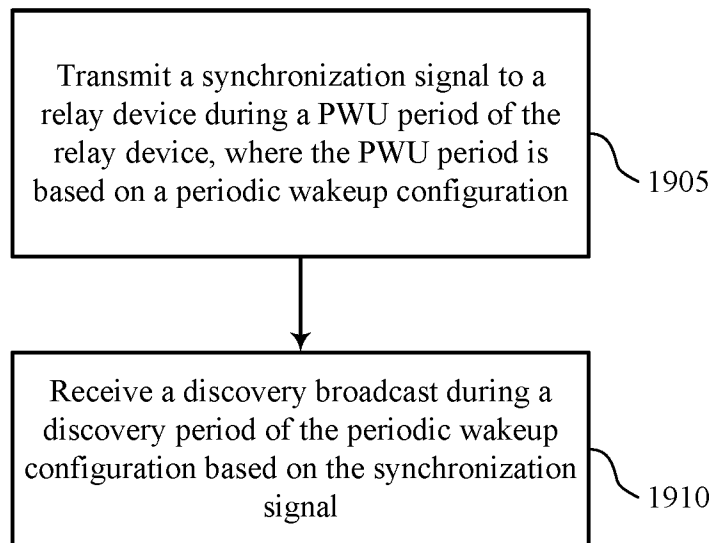 Transmit a synchronization signal to a
relay device during a PWU period of the
relay device, where the PWU period is
based on a periodic wakeup configuration
1905
Receive a discovery broadcast during a
discovery period of the periodic wakeup
configuration based on the synchronization
signal
1910